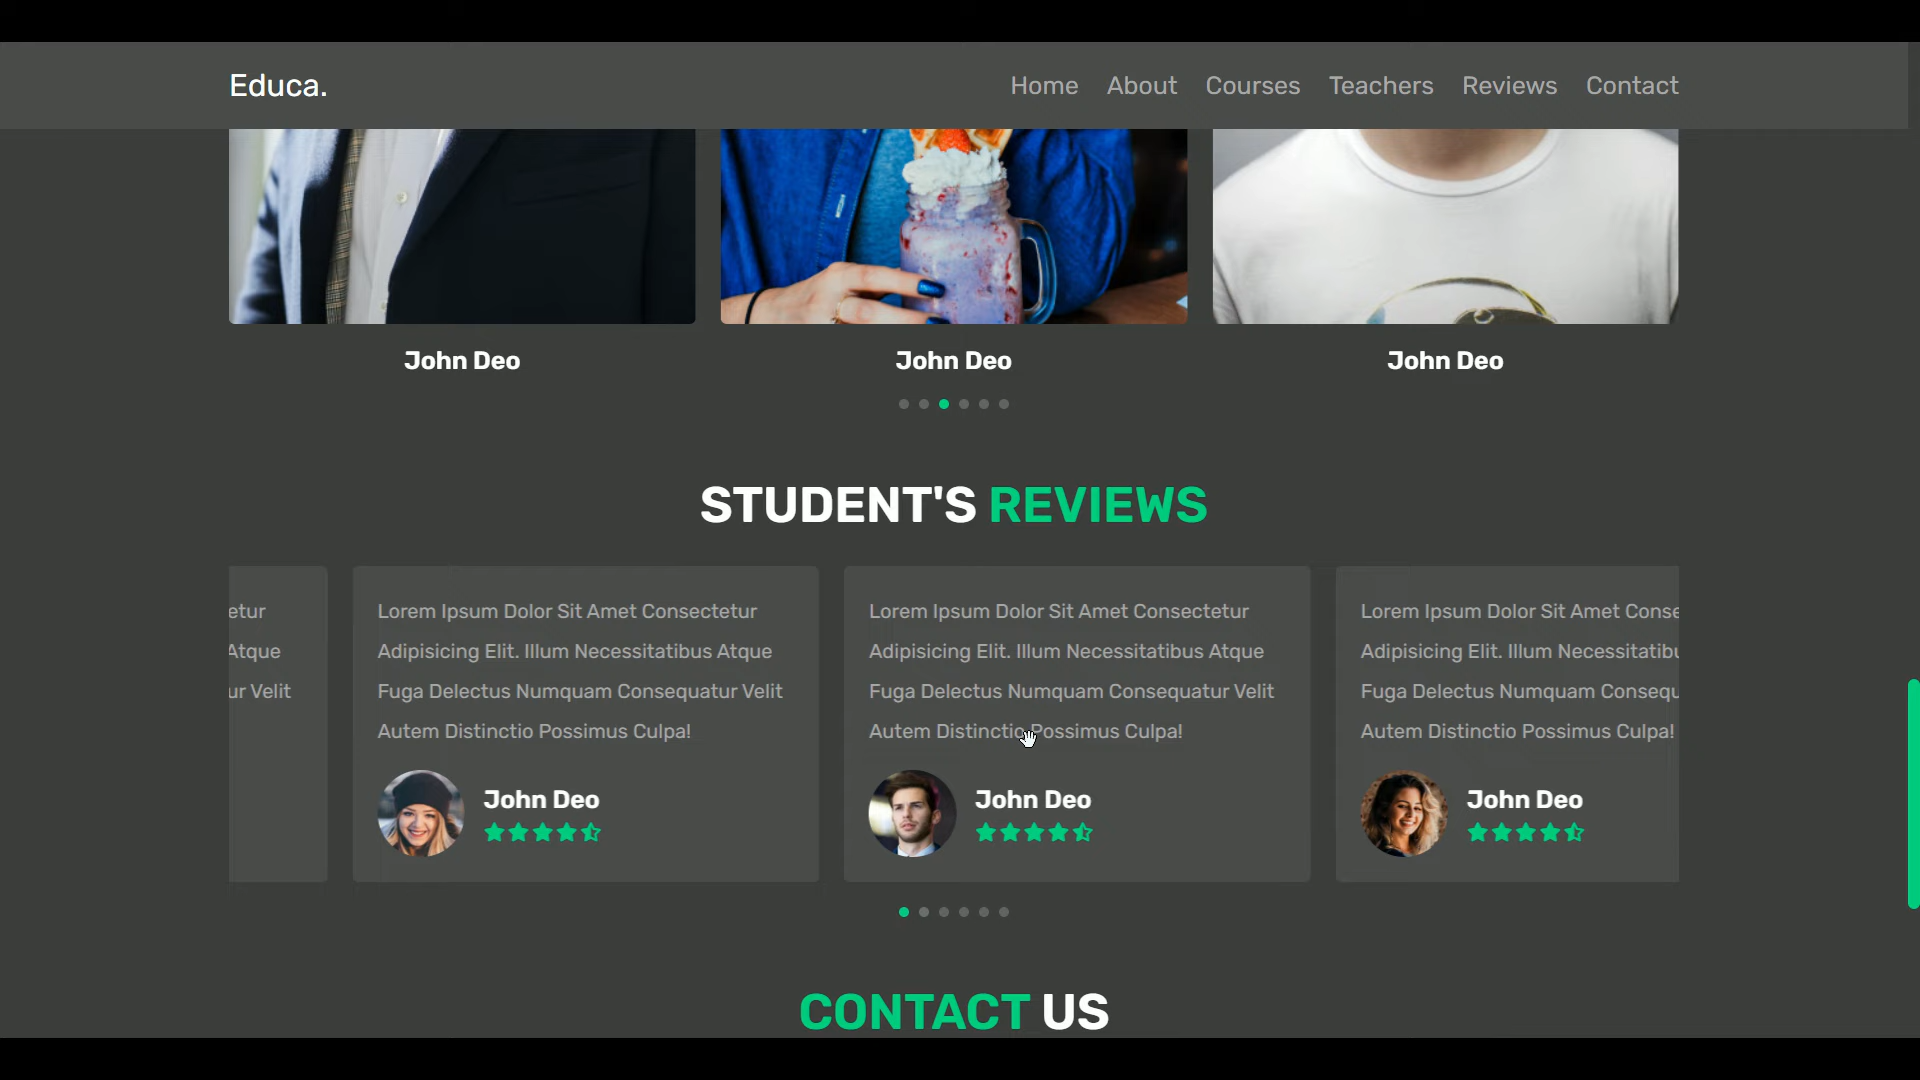 Educa.
Home About Courses Teachers Reviews Contact
John Deo
John Deo
John Deo
STUDENT'S REVIEWS
etur
Atque
ur Velit
Lorem Ipsum Dolor Sit Amet Consectetur
Adipisicing Elit. Illum Necessitatibus Atque
Fuga Delectus Numquam Consequatur Velit
Autem Distinctio Possimus Culpa!
John Deo
Lorem Ipsum Dolor Sit Amet Consectetur
Adipisicing Elit. Illum Necessitatibus Atque
Fuga Delectus Numquam Consequatur Velit
Autem Distinctio Possimus Culpa!
John Deo
Lorem Ipsum Dolor Sit Amet Conse
Adipisicing Elit. Illum Necessitatibu
Fuga Delectus Numquam Consequ
Autem Distinctio Possimus Culpa!
John Deo
CONTACT US